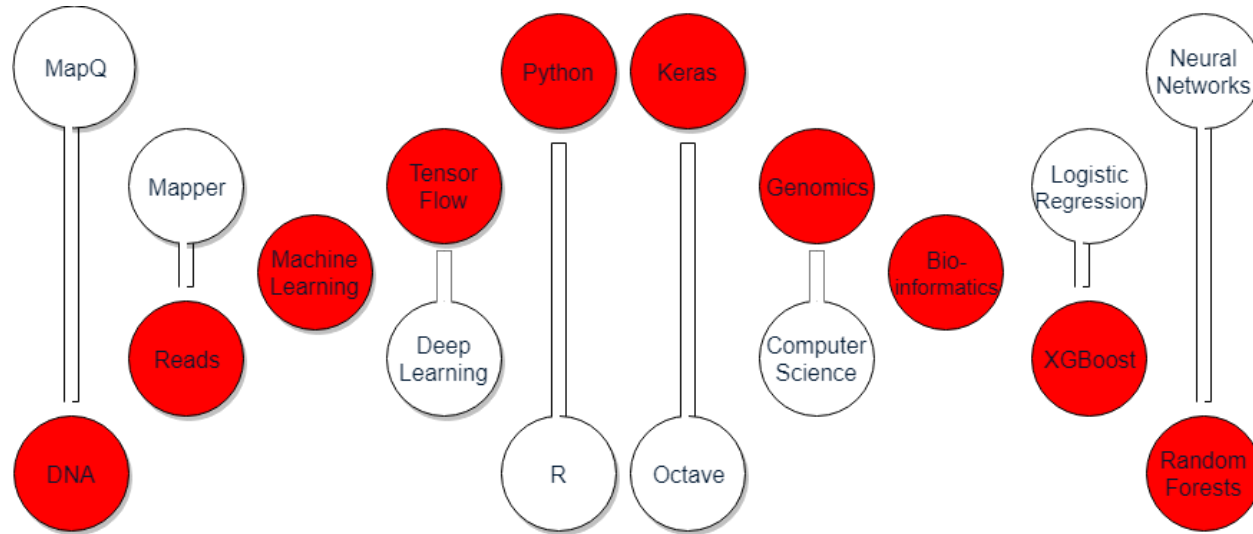 MapQ
Python
Keras
Neural
Networks
Mapper
Tensor
Flow
Genomics
Logistic
Regression
Machine
Learning
Bio-
informatics
Reads
Deep
Learning
Computer
Science
XGBoost
DNA
R
Octave
Random
Forests